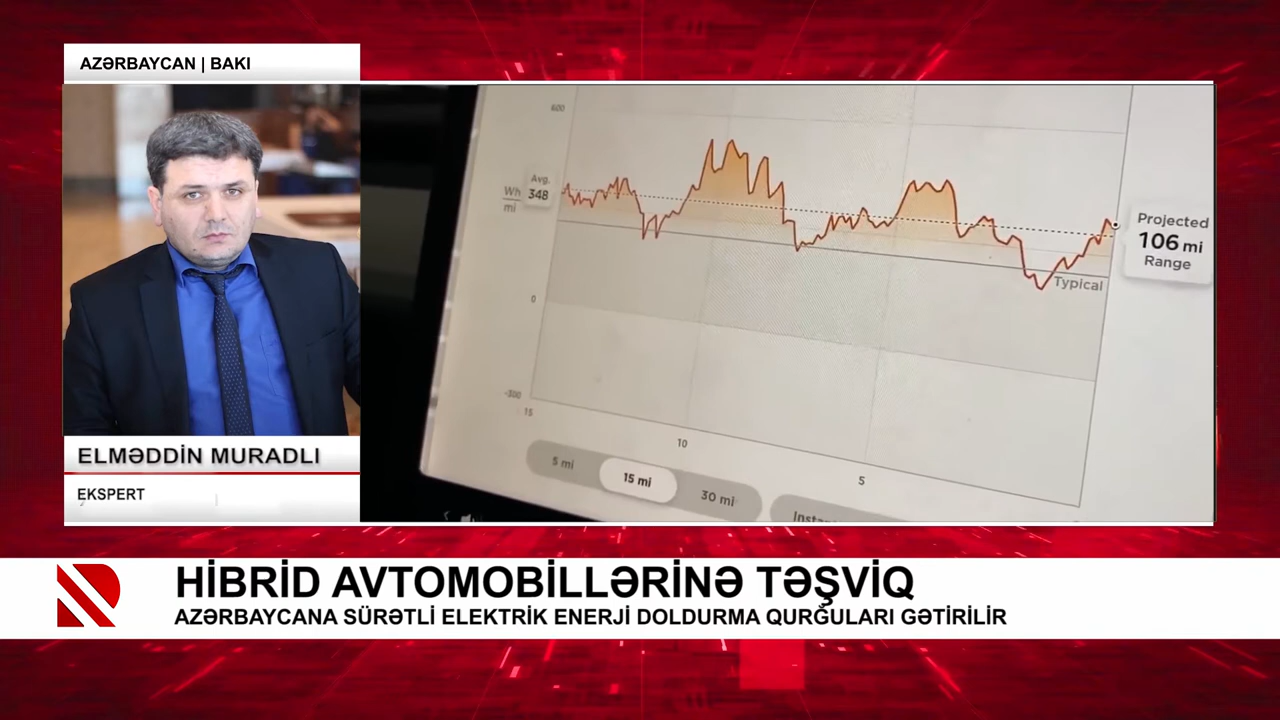 AZƏRBAYCAN | BAKI
600
Avg.
348
Wh
mi
Projected
106 mi
Range
Typical
0
-300
15
10
5
5 mi
15 mi
30 mi
ELMƏDDİN MURADLI
EKSPERT
HİBRİD AVTOMOBİLLƏRİNƏ TƏŞVİQ
AZƏRBAYCANA SÜRƏTLİ ELEKTRİK ENERJİ DOLDURMA QURĞULARI GƏTİRİLİR